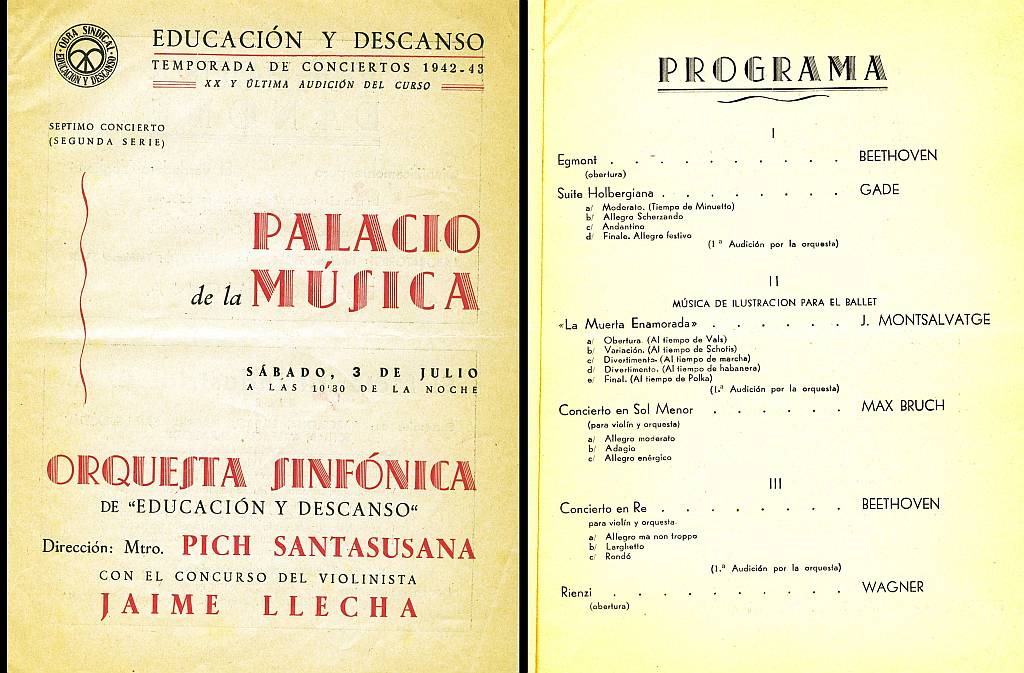 OBRA SINDICAL
EDUCACIÓN Y DESCANSO
EDUCACIÓN Y DESCANSO
TEMPORADA DE CONCIERTOS 1942-43
XX Y ÚLTIMA AUDICIÓN DEL CURSO
SEPTIMO CONCIERTO
(SEGUNDA SERIE)
PALACIO
de la MÚSICA
SÁBADO, 3 DE JULIO
A LAS 10'30 DE LA NOCHE
ORQUESTA SINFÓNICA
DE "EDUCACIÓN Y DESCANSO"
Dirección: Mtro. PICH SANTASUSANA
CON EL CONCURSO DEL VIOLINISTA
JAIME LLECHA
PROGRAMA
I
Egmont . . . . . . . . . . BEETHOVEN
(obertura)
Suite Holbergiana . . . . . . . . GADE
a/ Moderato. (Tiempo de Minuetto)
b/ Allegro Scherzando
c/ Andantino
d/ Finale. Allegro festivo
(1ª Audición por la orquesta)
II
MÚSICA DE ILUSTRACION PARA EL BALLET
«La Muerta Enamorada» . . . . . . J. MONTSALVATGE
a/ Obertura. (Al tiempo de Vals)
b/ Variación. (Al tiempo de Schotis)
c/ Divertimento. (Al tiempo de marcha)
d/ Divertimento. (Al tiempo de habanera)
e/ Final. (Al tiempo de Polka)
(1.ª Audición por la orquesta)
Concierto en Sol Menor . . . . . . MAX BRUCH
(para violín y orquesta)
a/ Allegro moderato
b/ Adagio
c/ Allegro enérgico
III
Concierto en Re . . . . . . . . BEETHOVEN
para violín y orquesta.
a/ Allegro ma non troppo
b/ Larghetto
c/ Rondó
(1.ª Audición por la orquesta)
Rienzi . . . . . . . . . . WAGNER
(obertura)